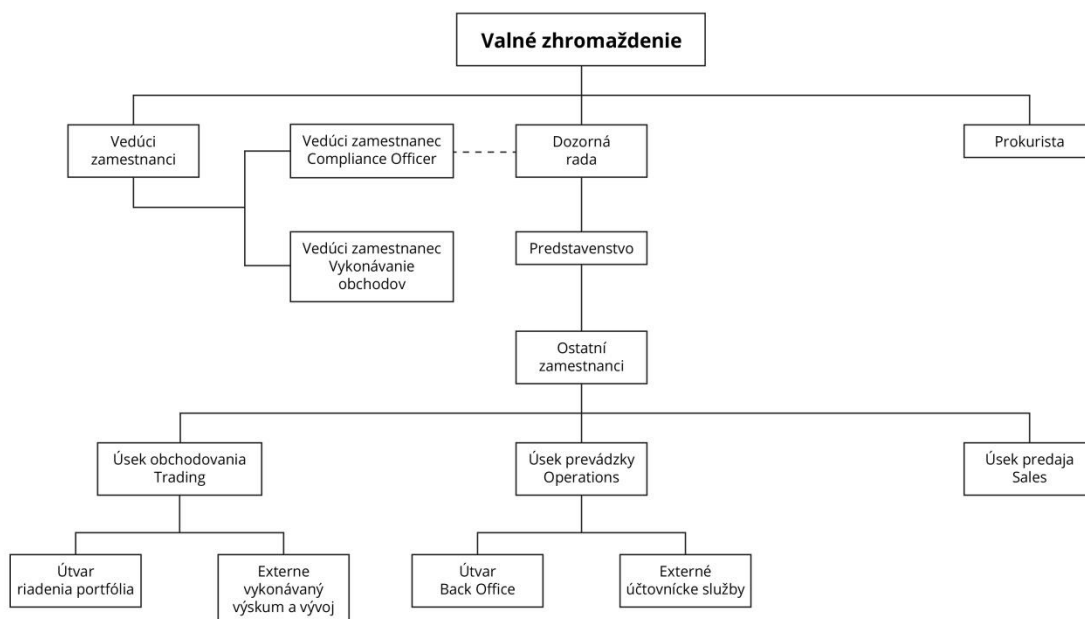 Valné zhromaždenie
Vedúci
zamestnanci
Vedúci zamestnanec
Compliance Officer
Dozorná
rada
Prokurista
Vedúci zamestnanec
Vykonávanie
obchodov
Predstavenstvo
Ostatní
zamestnanci
Úsek obchodovania
Trading
Úsek prevádzky
Operations
Úsek predaja
Sales
Útvar
riadenia portfólia
Externe
vykonávaný
výskum a vývoj
Útvar
Back Office
Externé
účtovnícke služby